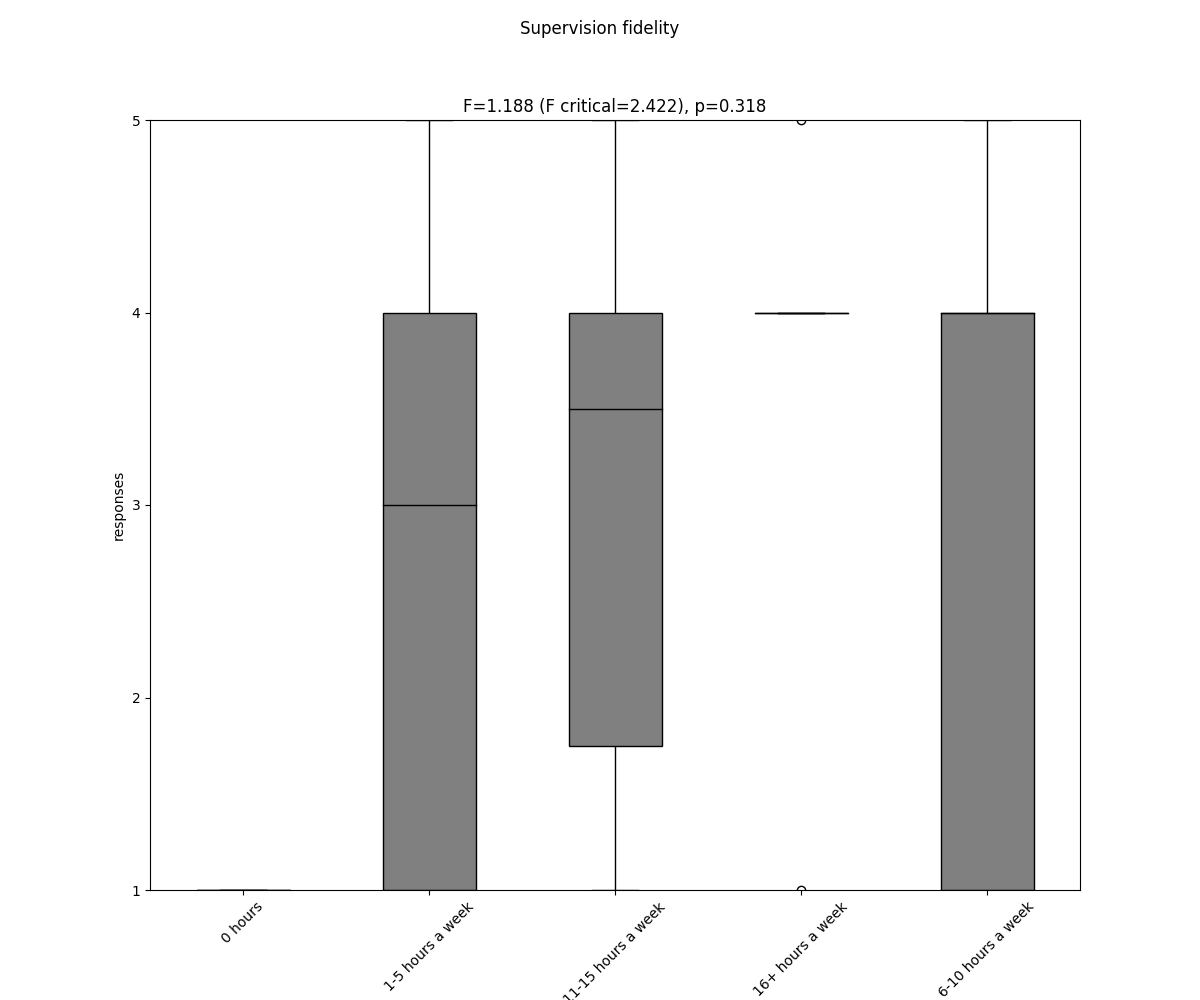 Supervision fidelity
F=1.188 (F critical=2.422), p=0.318
5
4
3
2
1
responses
0 hours
1-5 hours a week
11-15 hours a week
16+ hours a week
6-10 hours a week